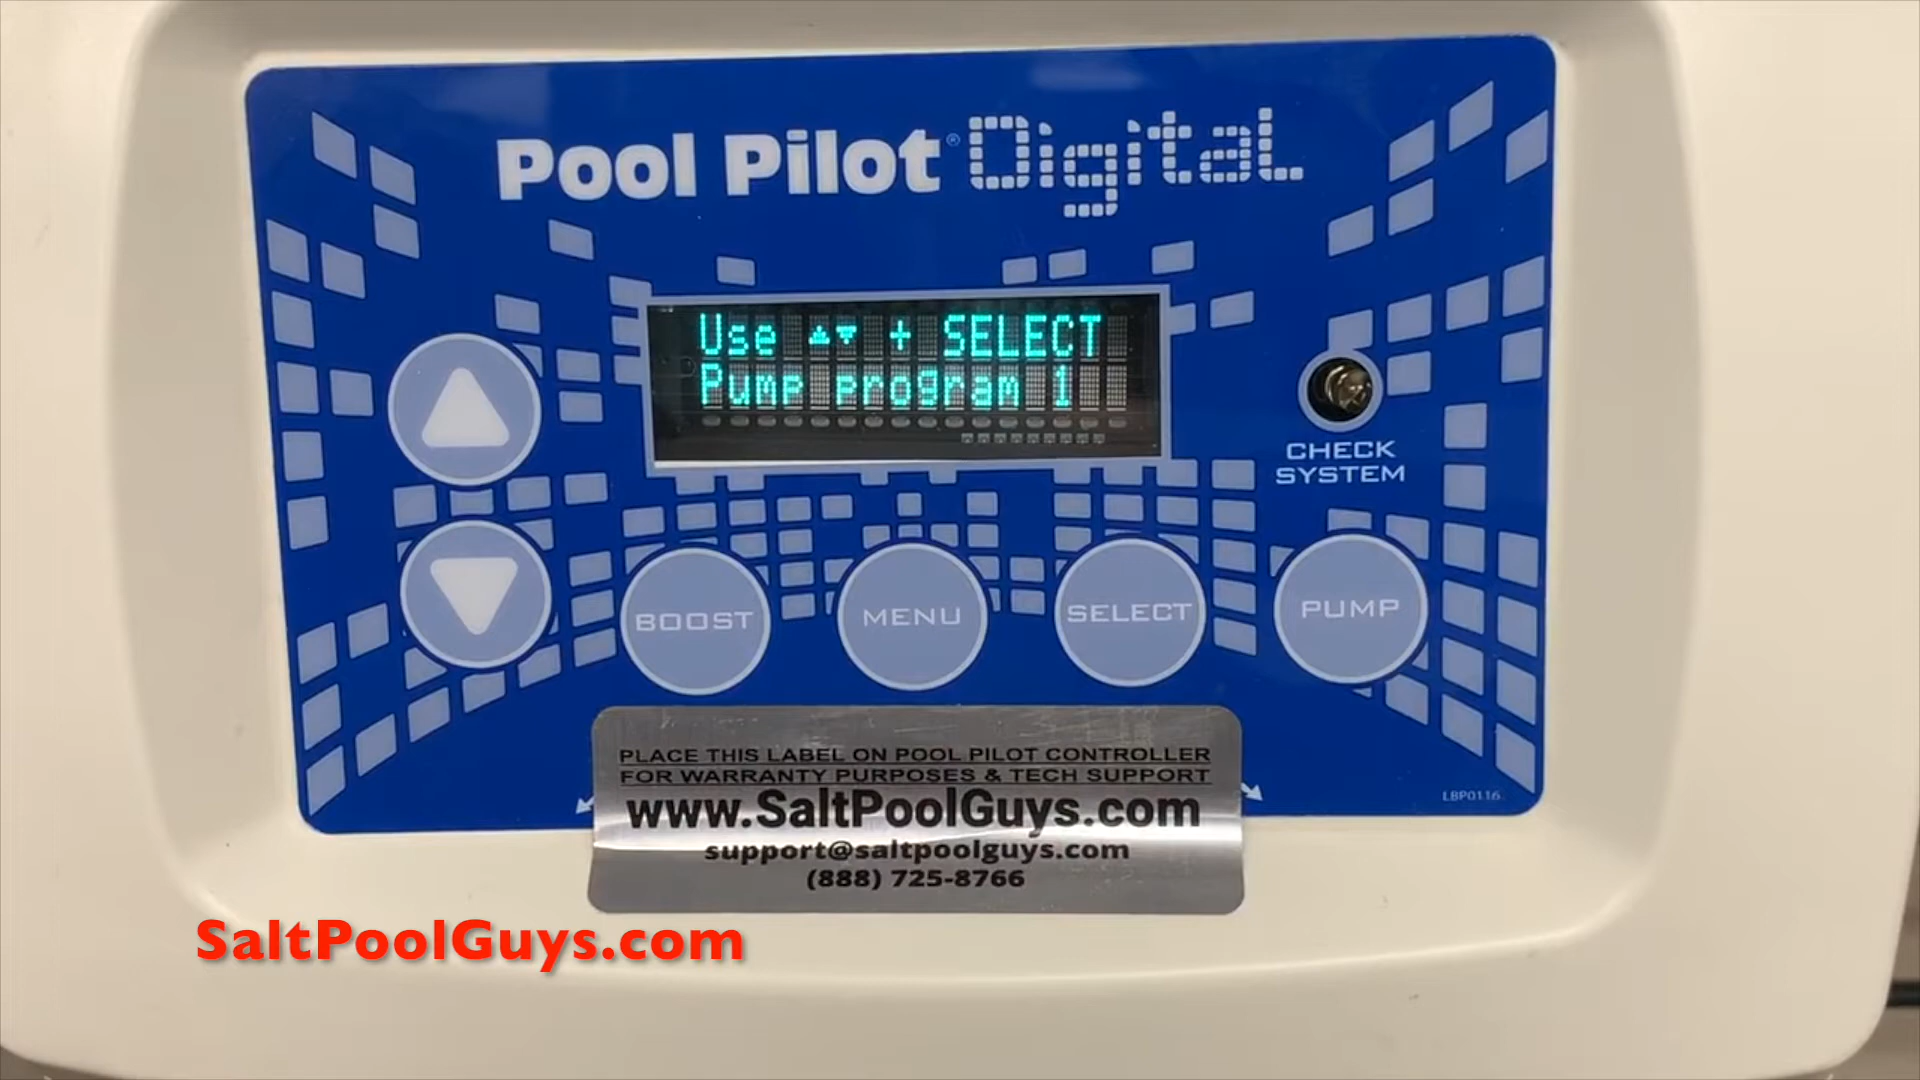 Pool Pilot® Digital
Use ▲▼ + SELECT
Pump program 1
CHECK
SYSTEM
BOOST
MENU
SELECT
PUMP
PLACE THIS LABEL ON POOL PILOT CONTROLLER
FOR WARRANTY PURPOSES & TECH SUPPORT
www.SaltPoolGuys.com
support@saltpoolguys.com
(888) 725-8766
LBP0116
SaltPoolGuys.com